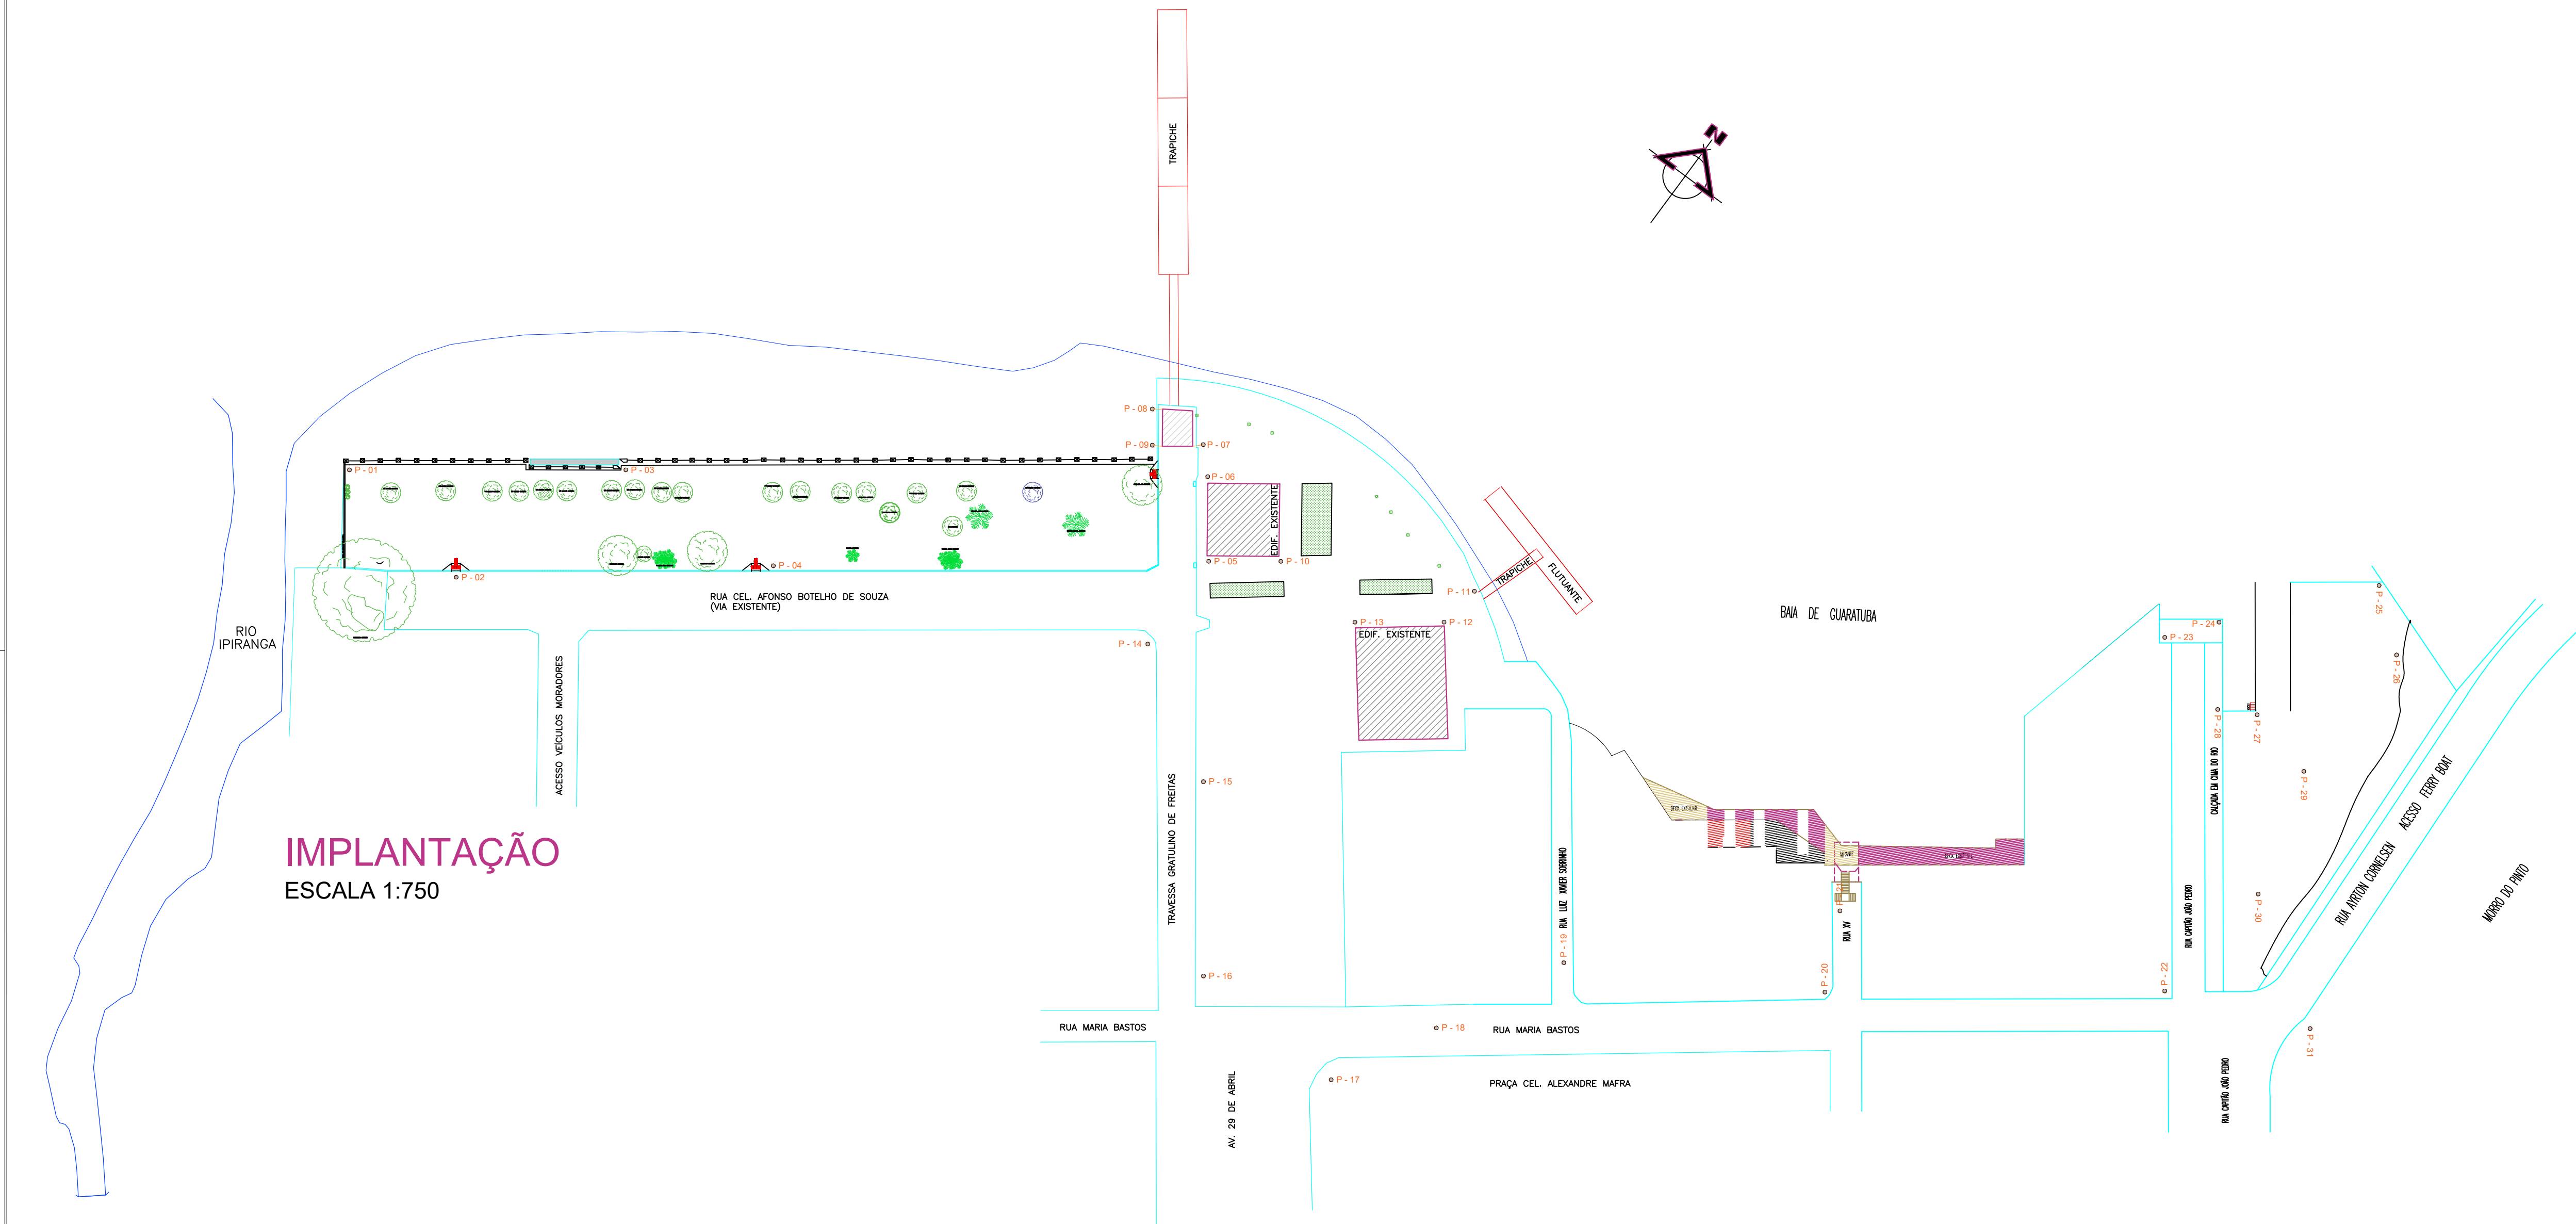 TRAPICHE
N
P - 08
P - 09
P - 07
P - 01
P - 03
P - 06
EDIF. EXISTENTE
P - 05
P - 10
P - 02
P - 04
RUA CEL. AFONSO BOTELHO DE SOUZA
(VIA EXISTENTE)
P - 11
TRAPICHE
FLUTUANTE
BAIA DE GUARATUBA
P - 13
P - 12
EDIF. EXISTENTE
RIO
IPIRANGA
P - 14
P - 25
P - 24
P - 23
P - 26
P - 28
P - 27
ACESSO VEÍCULOS MORADORES
P - 15
TRAVESSA GRATULINO DE FREITAS
IMPLANTAÇÃO
ESCALA 1:750
DECK EXISTENTE
MIRANTE
DECK EXISTENTE
CALÇADA EM CIMA DO RIO
P - 29
RUA AYRTON CORNELSEN
ACESSO FERRY BOAT
MORRO DO PINTO
RUA LUIZ XAVIER SOBRINHO
P - 19
RUA XV
P - 20
RUA CAPITÃO JOÃO PEDRO
P - 22
P - 30
P - 16
RUA MARIA BASTOS
P - 18
RUA MARIA BASTOS
P - 31
P - 17
PRAÇA CEL. ALEXANDRE MAFRA
AV. 29 DE ABRIL
RUA CAPITÃO JOÃO PEDRO